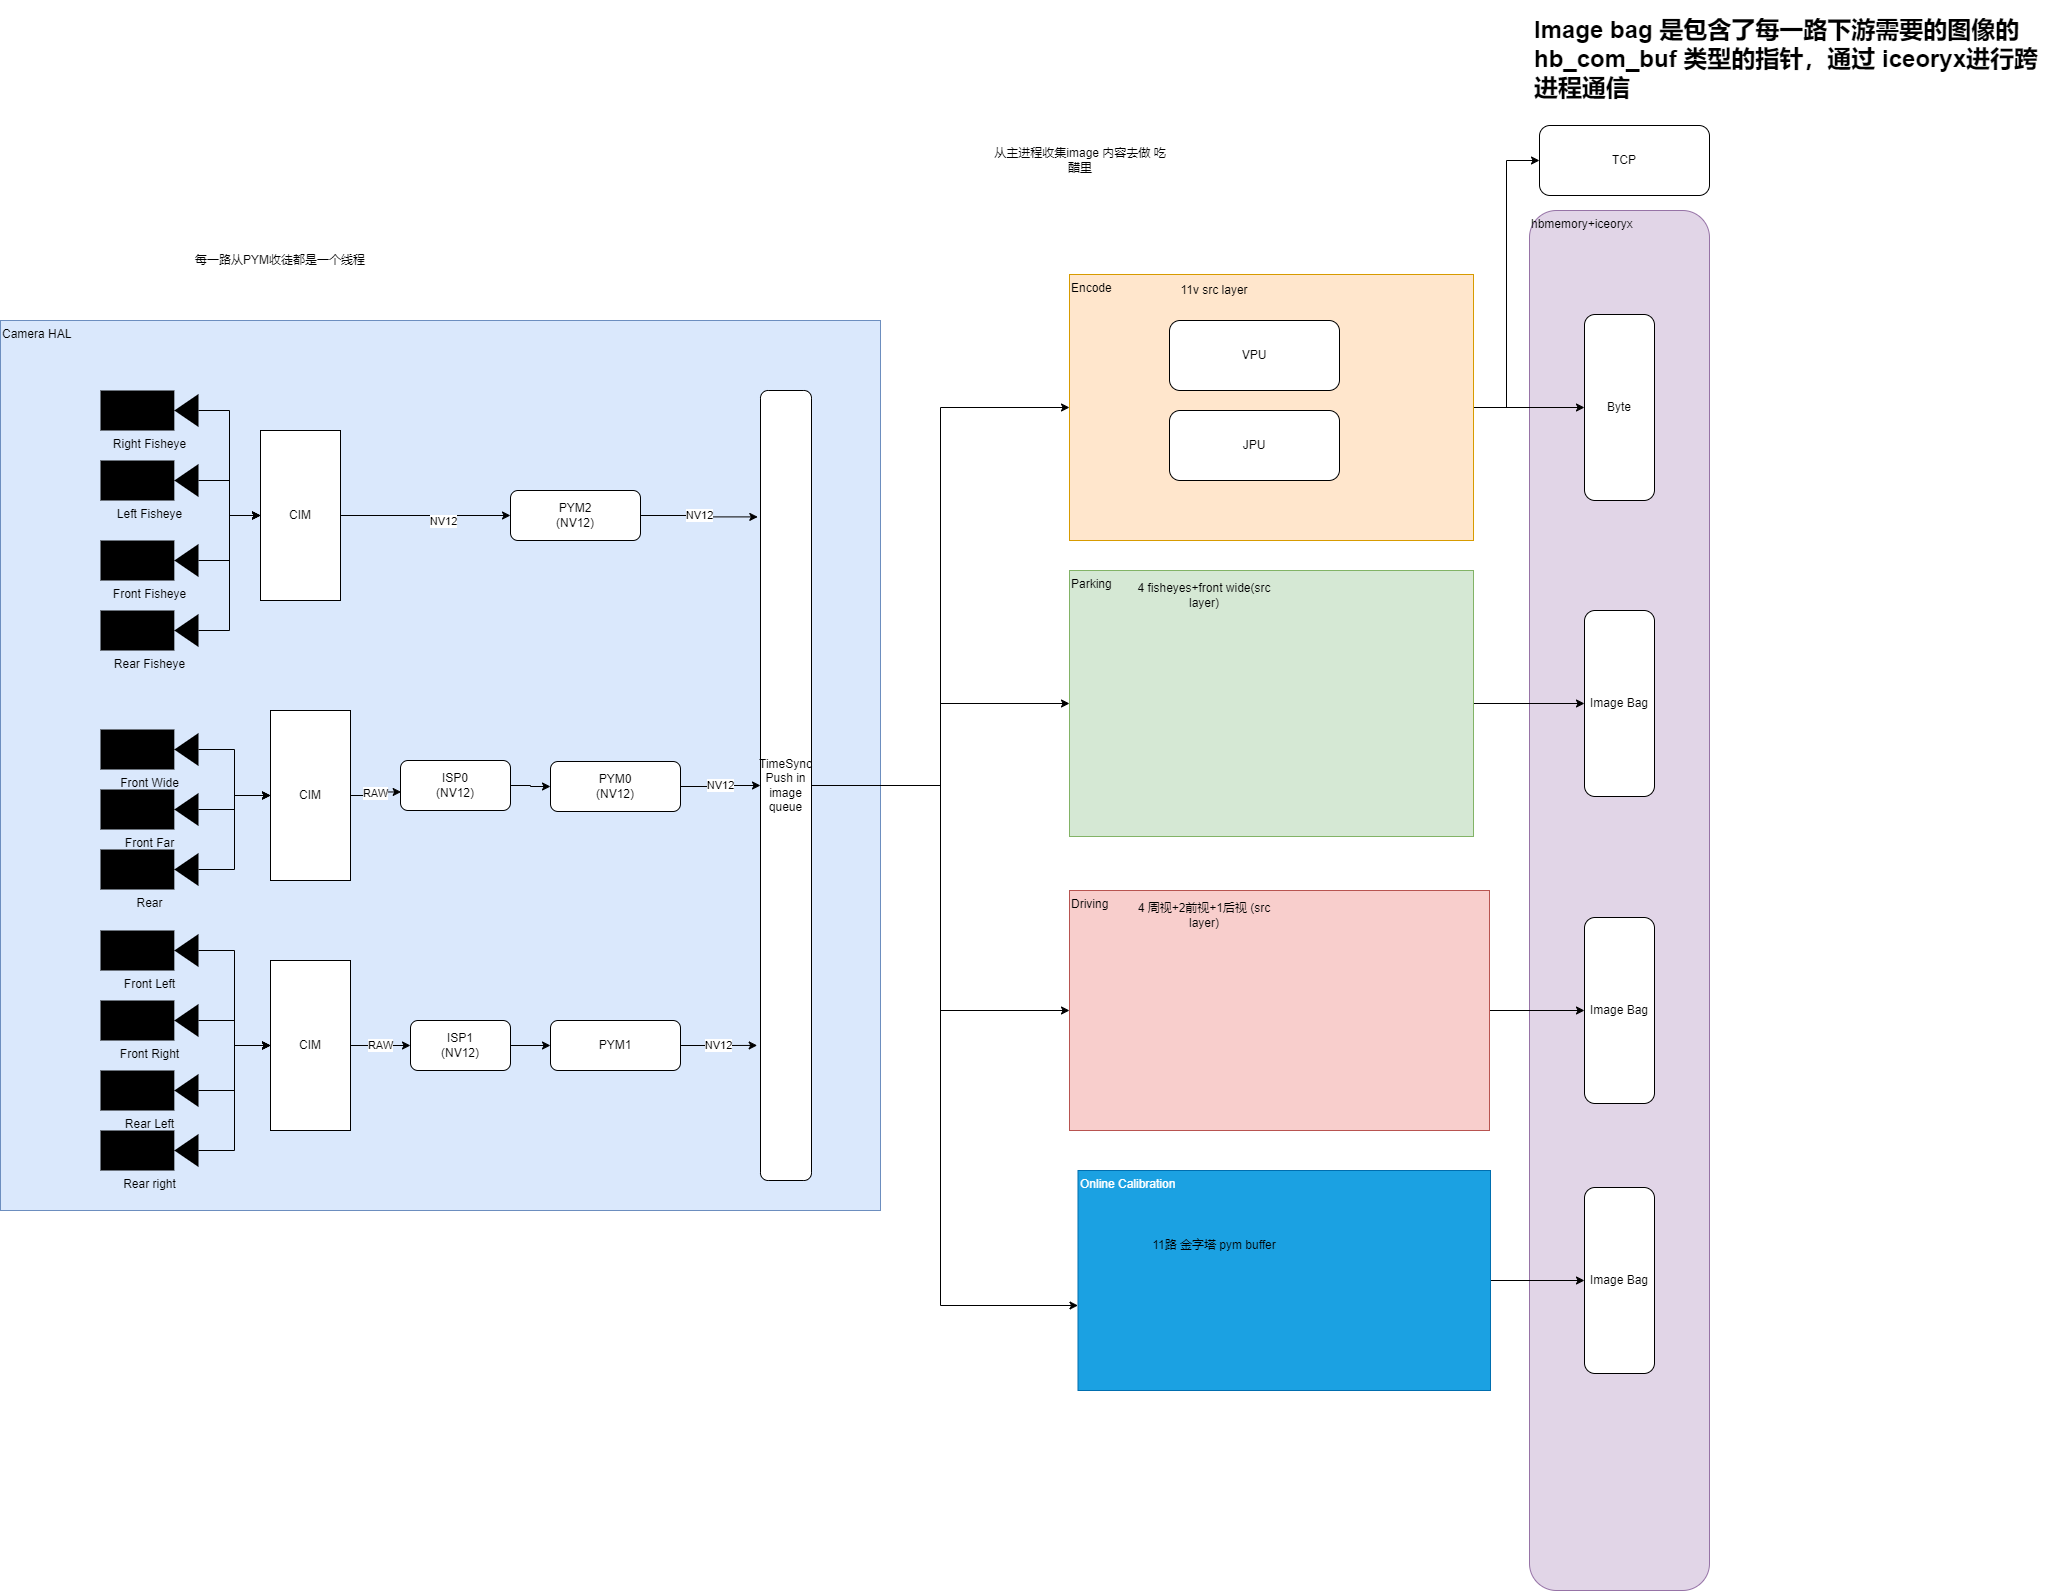 Image bag 是包含了每一路下游需要的图像的
hb_com_buf 类型的指针，通过 iceoryx进行跨
进程通信
从主进程收集image 内容去做 吃
醋里
TCP
hbmemory+iceoryx
每一路从PYM收徒都是一个线程
Camera HAL
Right Fisheye
Left Fisheye
Front Fisheye
Rear Fisheye
CIM
NV12
PYM2
(NV12)
NV12
Front Wide
Front Far
Rear
CIM
RAW
ISP0
(NV12)
PYM0
(NV12)
NV12
Front Left
Front Right
Rear Left
Rear right
CIM
RAW
ISP1
(NV12)
PYM1
NV12
TimeSync
Push in
image
queue
Encode
11v src layer
VPU
JPU
Byte
Parking
4 fisheyes+front wide(src
layer)
Image Bag
Driving
4 周视+2前视+1后视 (src
layer)
Image Bag
Online Calibration
11路 金字塔 pym buffer
Image Bag